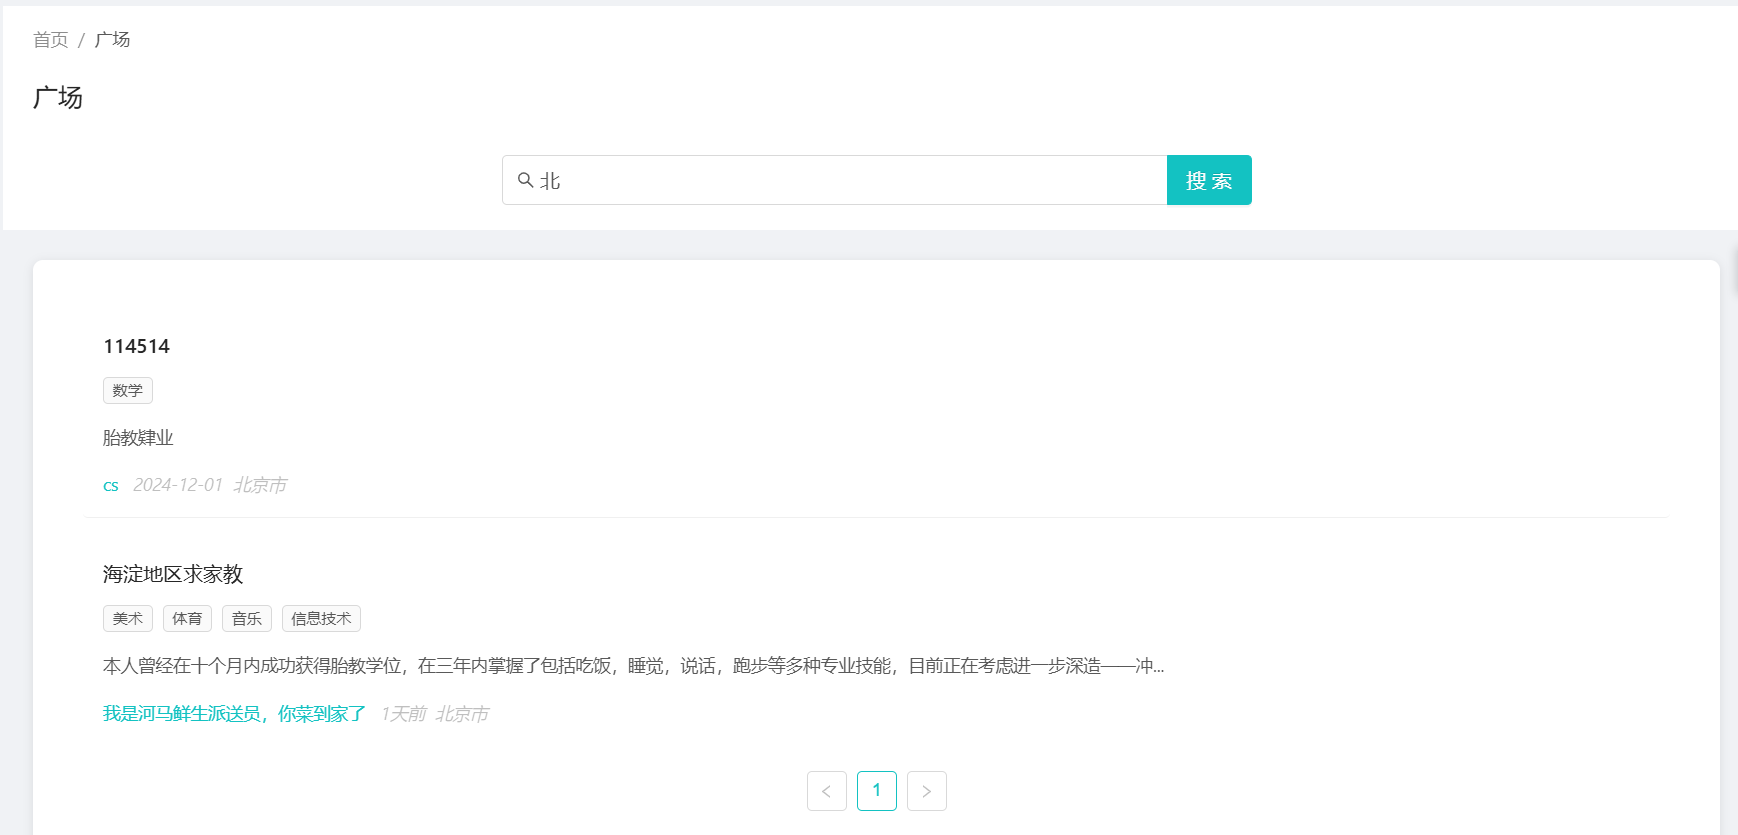 首页 / 广场
广场
北
搜 索
114514
数学
胎教肄业
cs 2024-12-01 北京市
海淀地区求家教
美术 体育 音乐 信息技术
本人曾经在十个月内成功获得胎教学位，在三年内掌握了包括吃饭，睡觉，说话，跑步等多种专业技能，目前正在考虑进一步深造——冲...
我是河马鲜生派送员，你菜到家了 1天前 北京市
< 1 >